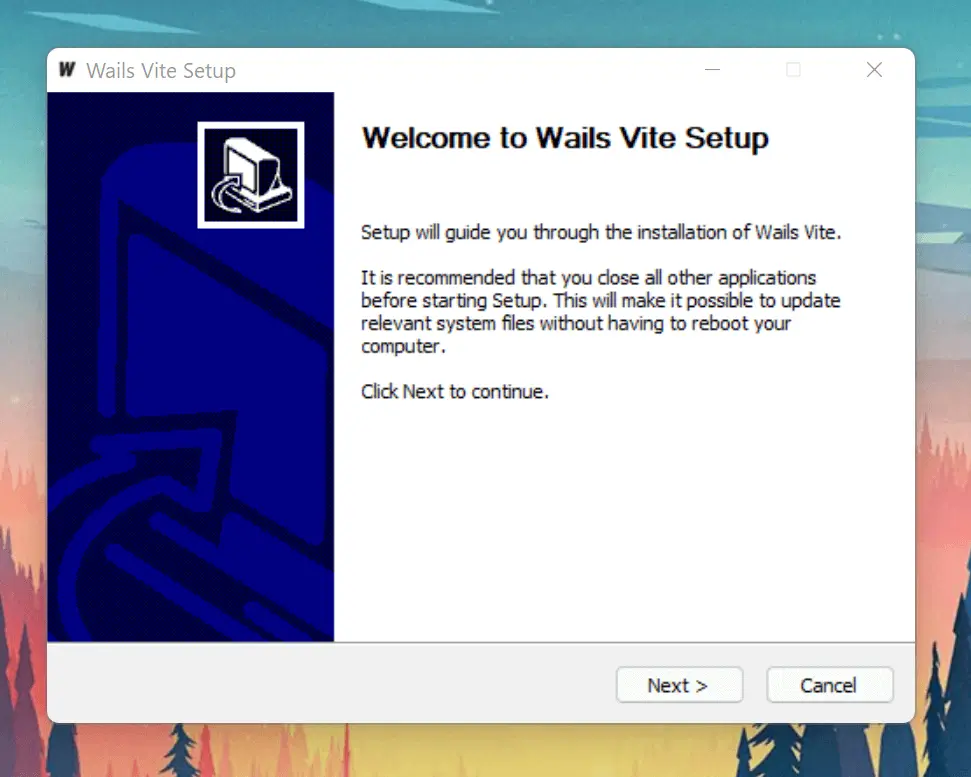 W Wails Vite Setup
Welcome to Wails Vite Setup
Setup will guide you through the installation of Wails Vite.
It is recommended that you close all other applications
before starting Setup. This will make it possible to update
relevant system files without having to reboot your
computer.
Click Next to continue.
Next > Cancel